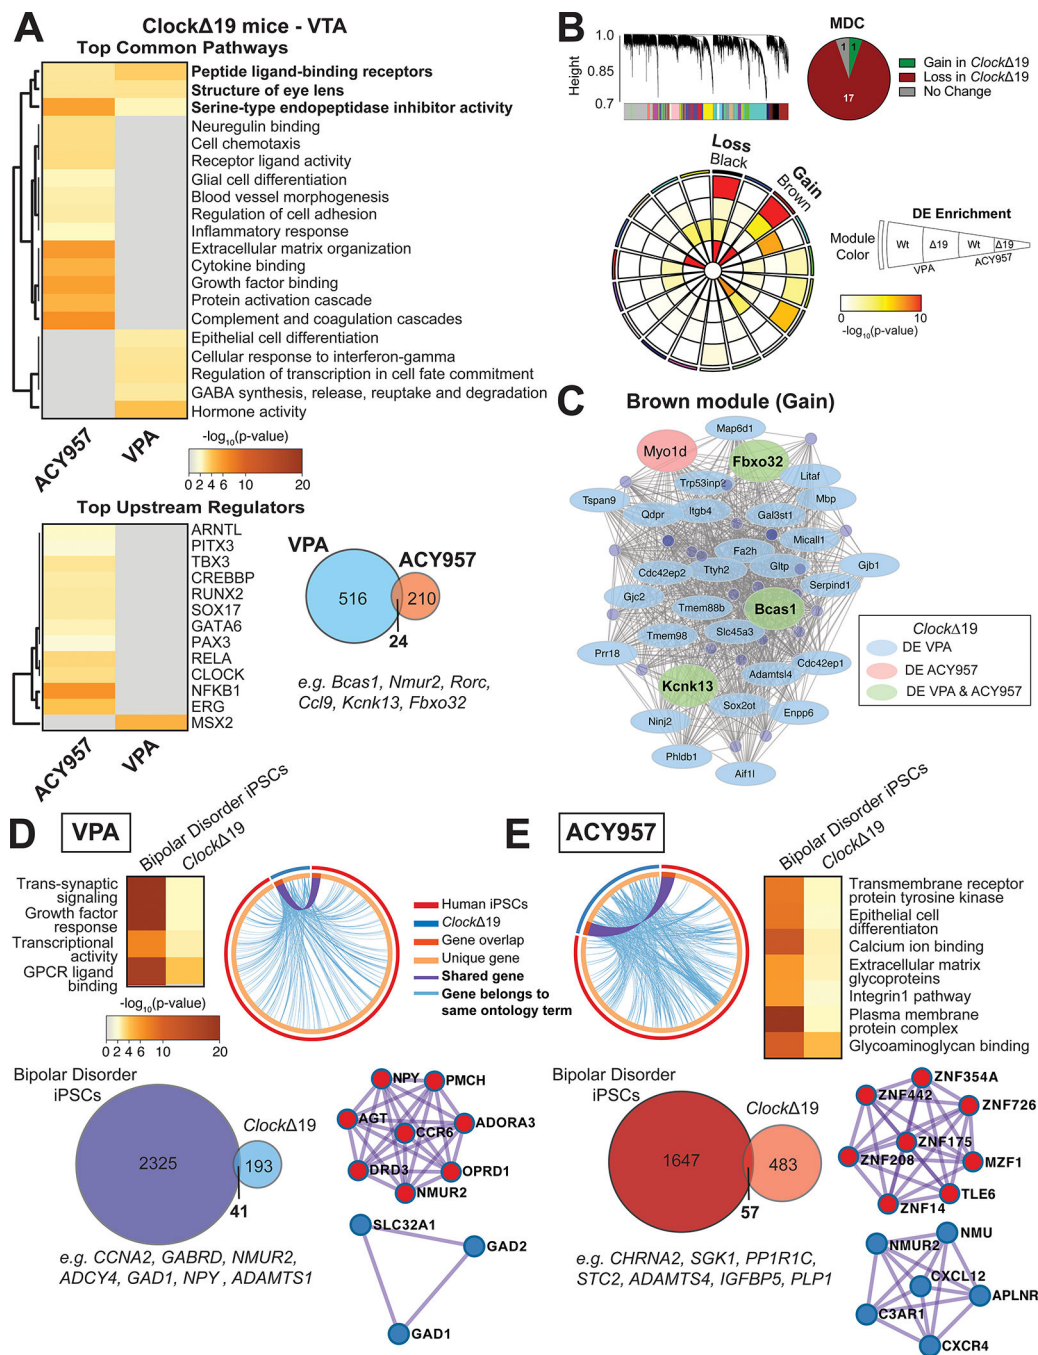 A
ClockΔ19 mice - VTA
Top Common Pathways
Peptide ligand-binding receptors
Structure of eye lens
Serine-type endopeptidase inhibitor activity
Neuregulin binding
Cell chemotaxis
Receptor ligand activity
Glial cell differentiation
Blood vessel morphogenesis
Regulation of cell adhesion
Inflammatory response
Extracellular matrix organization
Cytokine binding
Growth factor binding
Protein activation cascade
Complement and coagulation cascades
Epithelial cell differentiation
Cellular response to interferon-gamma
Regulation of transcription in cell fate commitment
GABA synthesis, release, reuptake and degradation
Hormone activity
ACY957
VPA
-log10(p-value)
0 2 4 6 8 10 20
Top Upstream Regulators
ARNTL
PITX3
TBX3
CREBBP
RUNX2
SOX17
GATA6
PAX3
RELA
CLOCK
NFKB1
ERG
MSX2
ACY957
VPA
VPA
ACY957
516
210
24
e.g. Bcas1, Nmur2, Rorc,
Ccl9, Kcnk13, Fbxo32
B
Height
1.0
0.85
0.7
MDC
1
1
17
Gain in ClockΔ19
Loss in ClockΔ19
No Change
Loss
Black
Gain
Brown
DE Enrichment
Module
Color
Wt
Δ19
Wt
Δ19
VPA
ACY957
0
10
-log10(p-value)
C
Brown module (Gain)
Map6d1
Myo1d
Fbxo32
Litaf
Trp53inp2
Tspan9
Mbp
Qdpr
Itgb4
Gal3st1
Micall1
Fa2h
Gjb1
Cdc42ep2
Ttyh2
Gltp
Serpind1
Gjc2
Tmem88b
Bcas1
Tmem98
Slc45a3
Prr18
Adamtsl4
Cdc42ep1
Kcnk13
Sox2ot
Enpp6
Ninj2
Phldb1
Aif1l
ClockΔ19
DE VPA
DE ACY957
DE VPA & ACY957
D
VPA
Bipolar Disorder iPSCs
ClockΔ19
Trans-synaptic
signaling
Growth factor
response
Transcriptional
activity
GPCR ligand
binding
-log10(p-value)
0 2 4 6 8 10 20
Human iPSCs
ClockΔ19
Gene overlap
Unique gene
Shared gene
Gene belongs to
same ontology term
Bipolar Disorder
iPSCs
ClockΔ19
2325
193
41
e.g. CCNA2, GABRD, NMUR2,
ADCY4, GAD1, NPY , ADAMTS1
NPY
PMCH
AGT
ADORA3
CCR6
DRD3
OPRD1
NMUR2
SLC32A1
GAD2
GAD1
E
ACY957
Bipolar Disorder iPSCs
ClockΔ19
Transmembrane receptor
protein tyrosine kinase
Epithelial cell
differentiaton
Calcium ion binding
Extracellular matrix
glycoproteins
Integrin1 pathway
Plasma membrane
protein complex
Glycoaminoglycan binding
Bipolar Disorder
iPSCs
ClockΔ19
1647
483
57
e.g. CHRNA2, SGK1, PP1R1C,
STC2, ADAMTS4, IGFBP5, PLP1
ZNF354A
ZNF442
ZNF726
ZNF175
ZNF208
MZF1
TLE6
ZNF14
NMU
NMUR2
CXCL12
APLNR
C3AR1
CXCR4